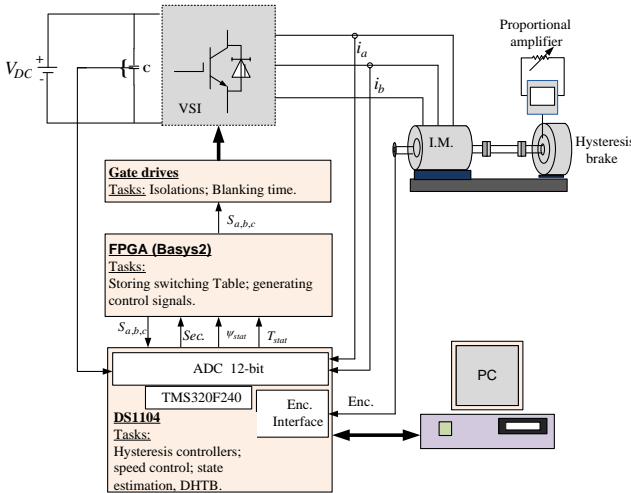 Proportional
amplifier
i_a
i_b
V_DC
+
-
C
VSI
I.M.
Hysteresis
brake
Gate drives
Tasks: Isolations; Blanking time.
S_a,b,c
FPGA (Basys2)
Tasks:
Storing switching Table; generating
control signals.
S_a,b,c
Sec.
ψ_stat
T_stat
ADC 12-bit
TMS320F240
Enc.
Interface
Enc.
PC
DS1104
Tasks:
Hysteresis controllers;
speed control; state
estimation, DHTB.